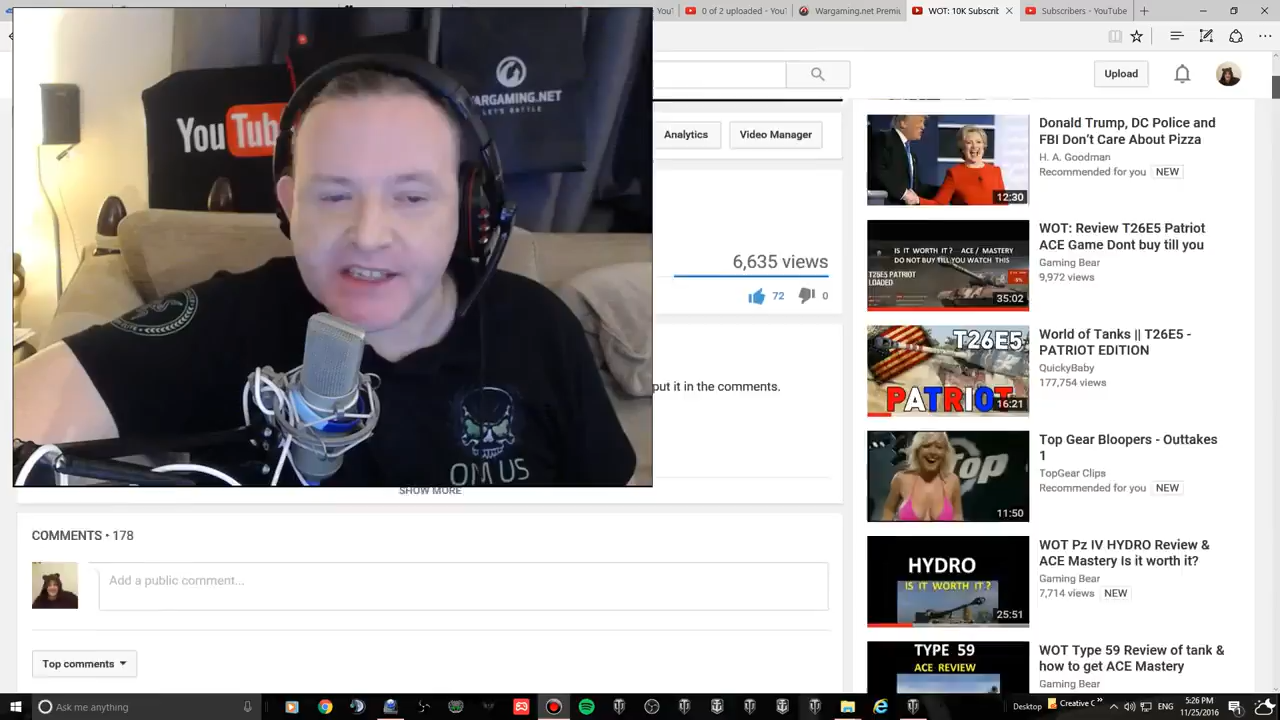 You'
0 of 2 uploaded - You'
Wargaming.net Premi
WOT: 10K Subscrib
Subscribers - YouTube
You Tub
WARGAMING.NET
LET'S BATTLE
OM US
Upload
Analytics
Video Manager
6,635 views
72
0
put it in the comments.
SHOW MORE
COMMENTS • 178
Add a public comment...
Top comments
12:30
Donald Trump, DC Police and
FBI Don't Care About Pizza
H. A. Goodman
Recommended for you NEW
IS IT WORTH IT? ACE / MASTERY
DO NOT BUY TILL YOU WATCH THIS
T26E5 PATRIOT
LOADED
35:02
WOT: Review T26E5 Patriot
ACE Game Dont buy till you
Gaming Bear
9,972 views
T26E5
PATRIOT
16:21
World of Tanks || T26E5 -
PATRIOT EDITION
QuickyBaby
177,754 views
Top
11:50
Top Gear Bloopers - Outtakes
1
TopGear Clips
Recommended for you NEW
HYDRO
IS IT WORTH IT?
25:51
WOT Pz IV HYDRO Review &
ACE Mastery Is it worth it?
Gaming Bear
7,714 views NEW
TYPE 59
ACE REVIEW
WOT Type 59 Review of tank &
how to get ACE Mastery
Gaming Bear
Ask me anything
Desktop
Creative C
ENG
5:26 PM
11/25/2016